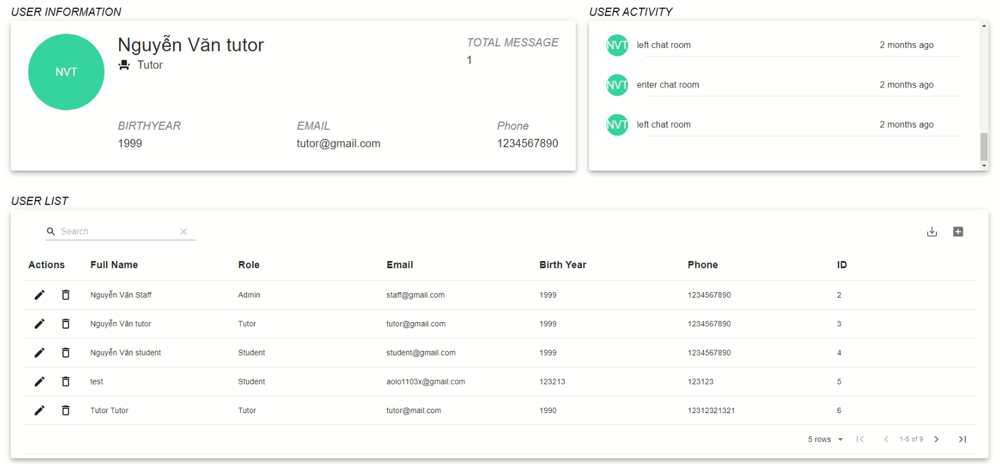 USER INFORMATION
NVT
Nguyễn Văn tutor
Tutor
TOTAL MESSAGE
1
BIRTHYEAR
1999
EMAIL
tutor@gmail.com
Phone
1234567890
USER ACTIVITY
NVT left chat room 2 months ago
NVT enter chat room 2 months ago
NVT left chat room 2 months ago
USER LIST
Search
Actions Full Name Role Email Birth Year Phone ID
Nguyễn Văn Staff Admin staff@gmail.com 1999 1234567890 2
Nguyễn Văn tutor Tutor tutor@gmail.com 1999 1234567890 3
Nguyễn Văn student Student student@gmail.com 1999 1234567890 4
test Student aolo1103x@gmail.com 123213 123123 5
Tutor Tutor Tutor tutor@mail.com 1990 12312321321 6
5 rows 1-5 of 9